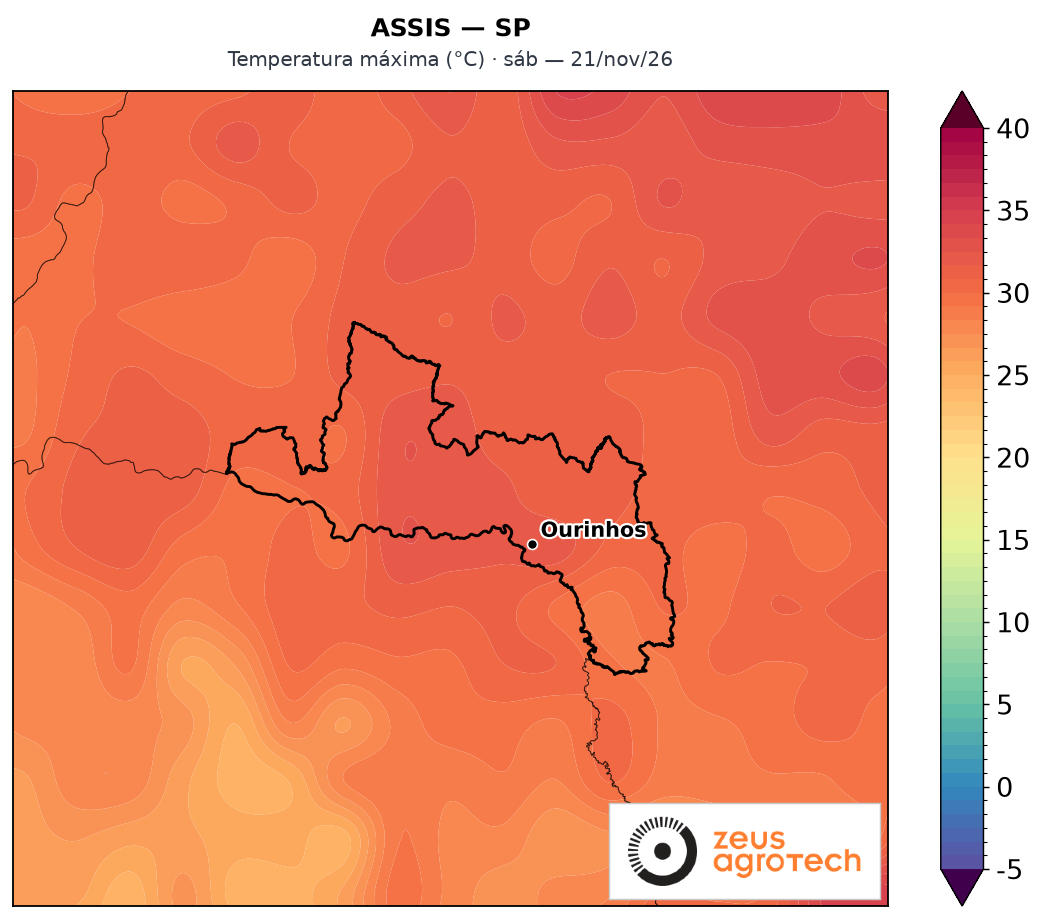 ASSIS — SP
Temperatura máxima (°C) · sáb — 21/nov/26
40
35
30
25
20
15
10
5
0
-5
Ourinhos
zeus
agrotech